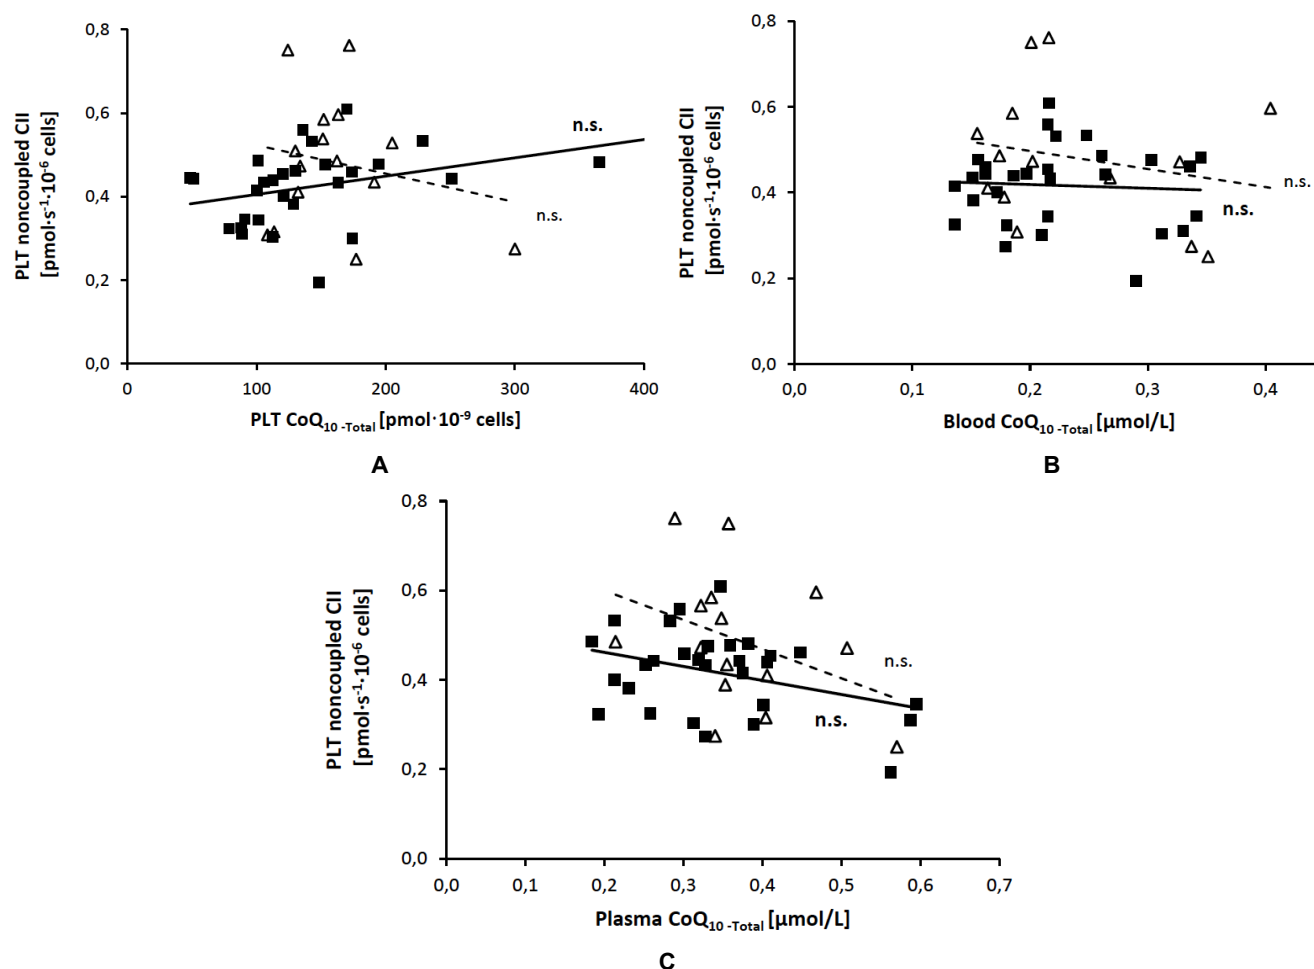 PLT noncoupled CII
[pmol·s⁻¹·10⁻⁶ cells]
0,8
0,6
0,4
0,2
0,0
0
100
200
300
400
n.s.
n.s.
PLT CoQ₁₀ ₋Total [pmol·10⁻⁹ cells]
A
PLT noncoupled CII
[pmol·s⁻¹·10⁻⁶ cells]
0,8
0,6
0,4
0,2
0,0
0,0
0,1
0,2
0,3
0,4
n.s.
n.s.
Blood CoQ₁₀ ₋Total [µmol/L]
B
PLT noncoupled CII
[pmol·s⁻¹·10⁻⁶ cells]
0,8
0,6
0,4
0,2
0,0
0,0
0,1
0,2
0,3
0,4
0,5
0,6
0,7
n.s.
n.s.
Plasma CoQ₁₀ ₋Total [µmol/L]
C